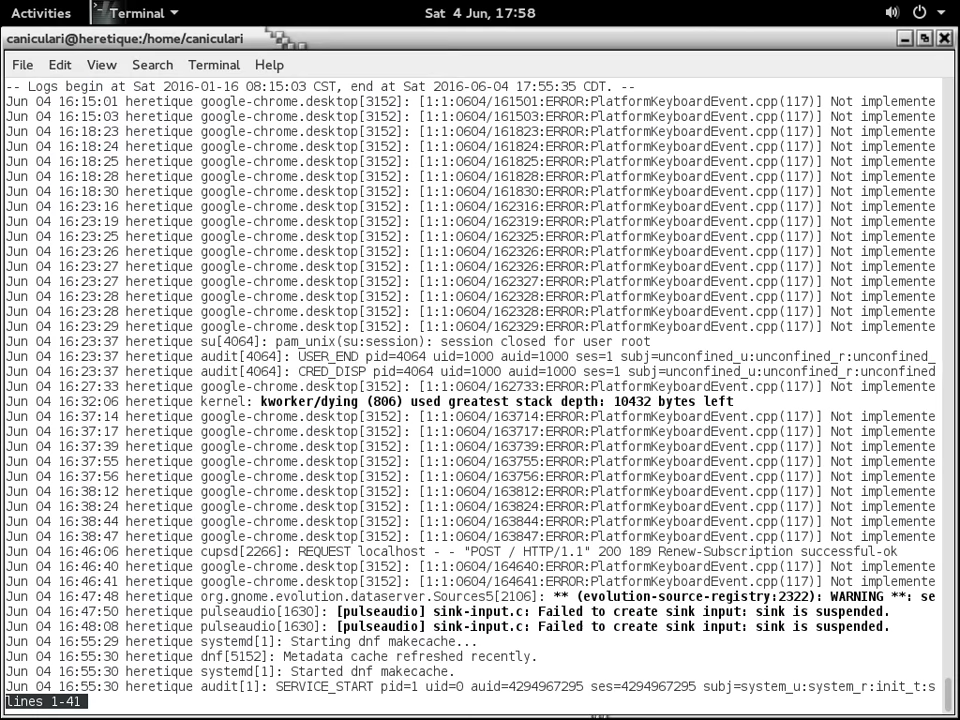 Activities
Terminal
Sat 4 Jun, 17:58
caniculari@heretique:/home/caniculari
File Edit View Search Terminal Help
-- Logs begin at Sat 2016-01-16 08:15:03 CST, end at Sat 2016-06-04 17:55:35 CDT. --
Jun 04 16:15:01 heretique google-chrome.desktop[3152]: [1:1:0604/161501:ERROR:PlatformKeyboardEvent.cpp(117)] Not implemente
Jun 04 16:15:03 heretique google-chrome.desktop[3152]: [1:1:0604/161503:ERROR:PlatformKeyboardEvent.cpp(117)] Not implemente
Jun 04 16:18:23 heretique google-chrome.desktop[3152]: [1:1:0604/161823:ERROR:PlatformKeyboardEvent.cpp(117)] Not implemente
Jun 04 16:18:24 heretique google-chrome.desktop[3152]: [1:1:0604/161824:ERROR:PlatformKeyboardEvent.cpp(117)] Not implemente
Jun 04 16:18:25 heretique google-chrome.desktop[3152]: [1:1:0604/161825:ERROR:PlatformKeyboardEvent.cpp(117)] Not implemente
Jun 04 16:18:28 heretique google-chrome.desktop[3152]: [1:1:0604/161828:ERROR:PlatformKeyboardEvent.cpp(117)] Not implemente
Jun 04 16:18:30 heretique google-chrome.desktop[3152]: [1:1:0604/161830:ERROR:PlatformKeyboardEvent.cpp(117)] Not implemente
Jun 04 16:23:16 heretique google-chrome.desktop[3152]: [1:1:0604/162316:ERROR:PlatformKeyboardEvent.cpp(117)] Not implemente
Jun 04 16:23:19 heretique google-chrome.desktop[3152]: [1:1:0604/162319:ERROR:PlatformKeyboardEvent.cpp(117)] Not implemente
Jun 04 16:23:25 heretique google-chrome.desktop[3152]: [1:1:0604/162325:ERROR:PlatformKeyboardEvent.cpp(117)] Not implemente
Jun 04 16:23:26 heretique google-chrome.desktop[3152]: [1:1:0604/162326:ERROR:PlatformKeyboardEvent.cpp(117)] Not implemente
Jun 04 16:23:27 heretique google-chrome.desktop[3152]: [1:1:0604/162326:ERROR:PlatformKeyboardEvent.cpp(117)] Not implemente
Jun 04 16:23:27 heretique google-chrome.desktop[3152]: [1:1:0604/162327:ERROR:PlatformKeyboardEvent.cpp(117)] Not implemente
Jun 04 16:23:28 heretique google-chrome.desktop[3152]: [1:1:0604/162328:ERROR:PlatformKeyboardEvent.cpp(117)] Not implemente
Jun 04 16:23:28 heretique google-chrome.desktop[3152]: [1:1:0604/162328:ERROR:PlatformKeyboardEvent.cpp(117)] Not implemente
Jun 04 16:23:29 heretique google-chrome.desktop[3152]: [1:1:0604/162329:ERROR:PlatformKeyboardEvent.cpp(117)] Not implemente
Jun 04 16:23:37 heretique su[4064]: pam_unix(su:session): session closed for user root
Jun 04 16:23:37 heretique audit[4064]: USER_END pid=4064 uid=1000 auid=1000 ses=1 subj=unconfined_u:unconfined_r:unconfined_
Jun 04 16:23:37 heretique audit[4064]: CRED_DISP pid=4064 uid=1000 auid=1000 ses=1 subj=unconfined_u:unconfined_r:unconfined
Jun 04 16:27:33 heretique google-chrome.desktop[3152]: [1:1:0604/162733:ERROR:PlatformKeyboardEvent.cpp(117)] Not implemente
Jun 04 16:32:06 heretique kernel: kworker/dying (806) used greatest stack depth: 10432 bytes left
Jun 04 16:37:14 heretique google-chrome.desktop[3152]: [1:1:0604/163714:ERROR:PlatformKeyboardEvent.cpp(117)] Not implemente
Jun 04 16:37:17 heretique google-chrome.desktop[3152]: [1:1:0604/163717:ERROR:PlatformKeyboardEvent.cpp(117)] Not implemente
Jun 04 16:37:39 heretique google-chrome.desktop[3152]: [1:1:0604/163739:ERROR:PlatformKeyboardEvent.cpp(117)] Not implemente
Jun 04 16:37:55 heretique google-chrome.desktop[3152]: [1:1:0604/163755:ERROR:PlatformKeyboardEvent.cpp(117)] Not implemente
Jun 04 16:37:56 heretique google-chrome.desktop[3152]: [1:1:0604/163756:ERROR:PlatformKeyboardEvent.cpp(117)] Not implemente
Jun 04 16:38:12 heretique google-chrome.desktop[3152]: [1:1:0604/163812:ERROR:PlatformKeyboardEvent.cpp(117)] Not implemente
Jun 04 16:38:24 heretique google-chrome.desktop[3152]: [1:1:0604/163824:ERROR:PlatformKeyboardEvent.cpp(117)] Not implemente
Jun 04 16:38:44 heretique google-chrome.desktop[3152]: [1:1:0604/163844:ERROR:PlatformKeyboardEvent.cpp(117)] Not implemente
Jun 04 16:38:47 heretique google-chrome.desktop[3152]: [1:1:0604/163847:ERROR:PlatformKeyboardEvent.cpp(117)] Not implemente
Jun 04 16:46:06 heretique cupsd[2266]: REQUEST localhost - - "POST / HTTP/1.1" 200 189 Renew-Subscription successful-ok
Jun 04 16:46:40 heretique google-chrome.desktop[3152]: [1:1:0604/164640:ERROR:PlatformKeyboardEvent.cpp(117)] Not implemente
Jun 04 16:46:41 heretique google-chrome.desktop[3152]: [1:1:0604/164641:ERROR:PlatformKeyboardEvent.cpp(117)] Not implemente
Jun 04 16:47:48 heretique org.gnome.evolution.dataserver.Sources5[2106]: ** (evolution-source-registry:2322): WARNING **: se
Jun 04 16:47:50 heretique pulseaudio[1630]: [pulseaudio] sink-input.c: Failed to create sink input: sink is suspended.
Jun 04 16:48:08 heretique pulseaudio[1630]: [pulseaudio] sink-input.c: Failed to create sink input: sink is suspended.
Jun 04 16:55:29 heretique systemd[1]: Starting dnf makecache...
Jun 04 16:55:30 heretique dnf[5152]: Metadata cache refreshed recently.
Jun 04 16:55:30 heretique systemd[1]: Started dnf makecache.
Jun 04 16:55:30 heretique audit[1]: SERVICE_START pid=1 uid=0 auid=4294967295 ses=4294967295 subj=system_u:system_r:init_t:s
lines 1-41